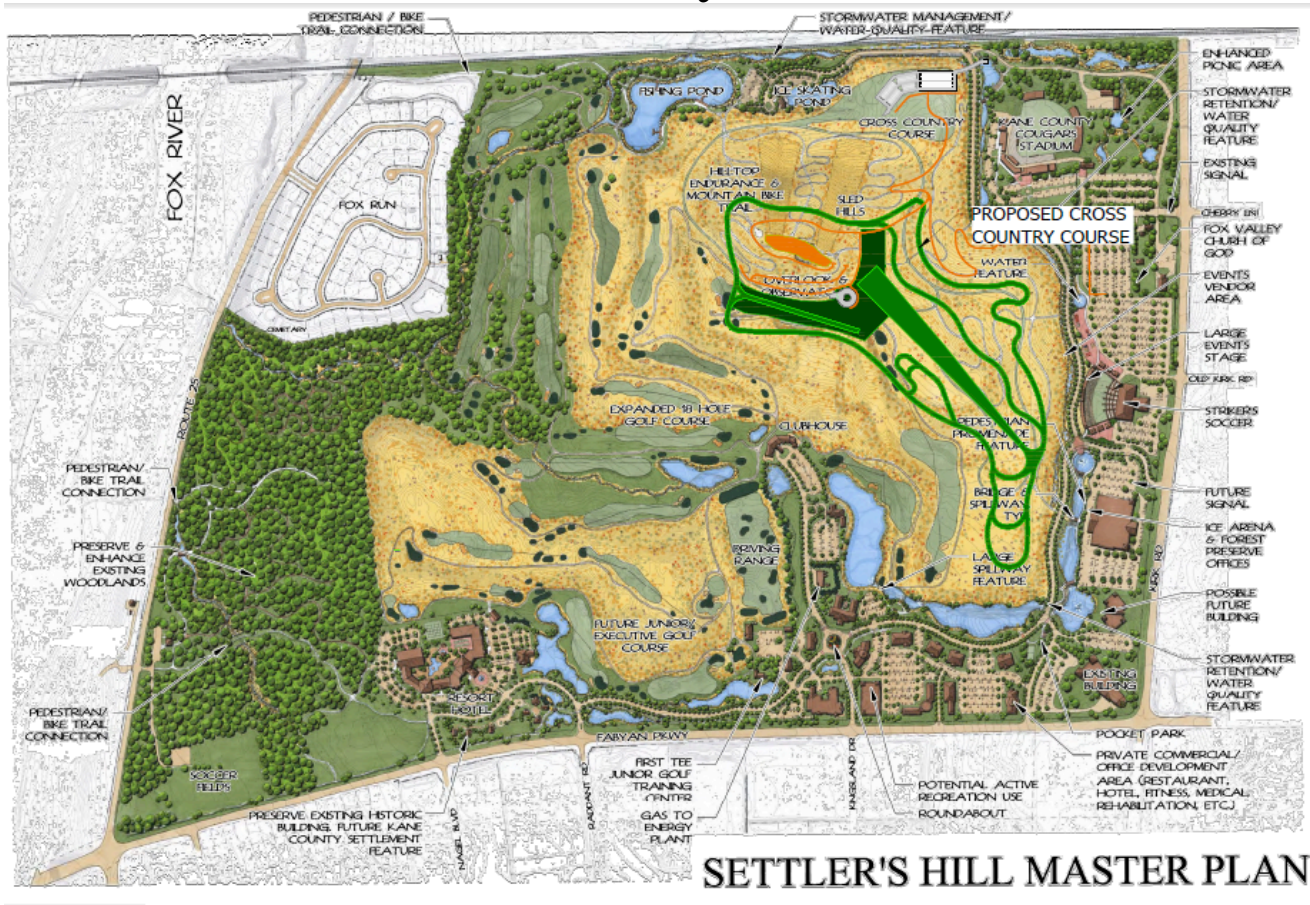 PEDESTRIAN / BIKE
TRAIL CONNECTION
STORMWATER MANAGEMENT/
WATER QUALITY FEATURE
ENHANCED
PICNIC AREA
FOX RIVER
FISHING POND
ICE SKATING
POND
CROSS COUNTRY
COURSE
KANE COUNTY
COUGARS
STADIUM
STORMWATER
RETENTION/
WATER
QUALITY
FEATURE
EXISTING
SIGNAL
HILLTOP
ENDURANCE &
MOUNTAIN BIKE
TRAIL
SLED
HILLS
FOX RUN
PROPOSED CROSS
COUNTRY COURSE
CHERRY LN
FOX VALLEY
CHURH OF
GOD
WATER
FEATURE
OVERLOOK &
EVENTS
VENDOR
AREA
CEMETARY
LARGE
EVENTS
STAGE
ROUTE 25
OLD KIRK RD
EXPANDED 18 HOLE
GOLF COURSE
CLUBHOUSE
STRIKERS
SOCCER
PEDESTRIAN
PROMENADE
FEATURE
PEDESTRIAN/
BIKE TRAIL
CONNECTION
BRIDGE &
SPILLWAY
FUTURE
SIGNAL
ICE ARENA
& FOREST
PRESERVE
OFFICES
PRESERVE &
ENHANCE
EXISTING
WOODLANDS
DRIVING
RANGE
LARGE
SPILLWAY
FEATURE
KIRK RD
POSSIBLE
FUTURE
BUILDING
FUTURE JUNIOR/
EXECUTIVE GOLF
COURSE
STORMWATER
RETENTION/
WATER
QUALITY
FEATURE
EXISTING
BUILDING
RESORT
HOTEL
PEDESTRIAN/
BIKE TRAIL
CONNECTION
FABYAN PKWY
POCKET PARK
SOCCER
FIELDS
FIRST TEE
JUNIOR GOLF
TRAINING
CENTER
GAS TO
ENERGY
PLANT
RADDANT RD
KINGSLAND DR
NAGEL BLVD
PRIVATE COMMERCIAL/
OFFICE DEVELOPMENT
AREA (RESTAURANT,
HOTEL, FITNESS, MEDICAL
REHABILITATION, ETC.)
POTENTIAL ACTIVE
RECREATION USE
ROUNDABOUT
PRESERVE EXISTING HISTORIC
BUILDING. FUTURE KANE
COUNTY SETTLEMENT
FEATURE
SETTLER'S HILL MASTER PLAN